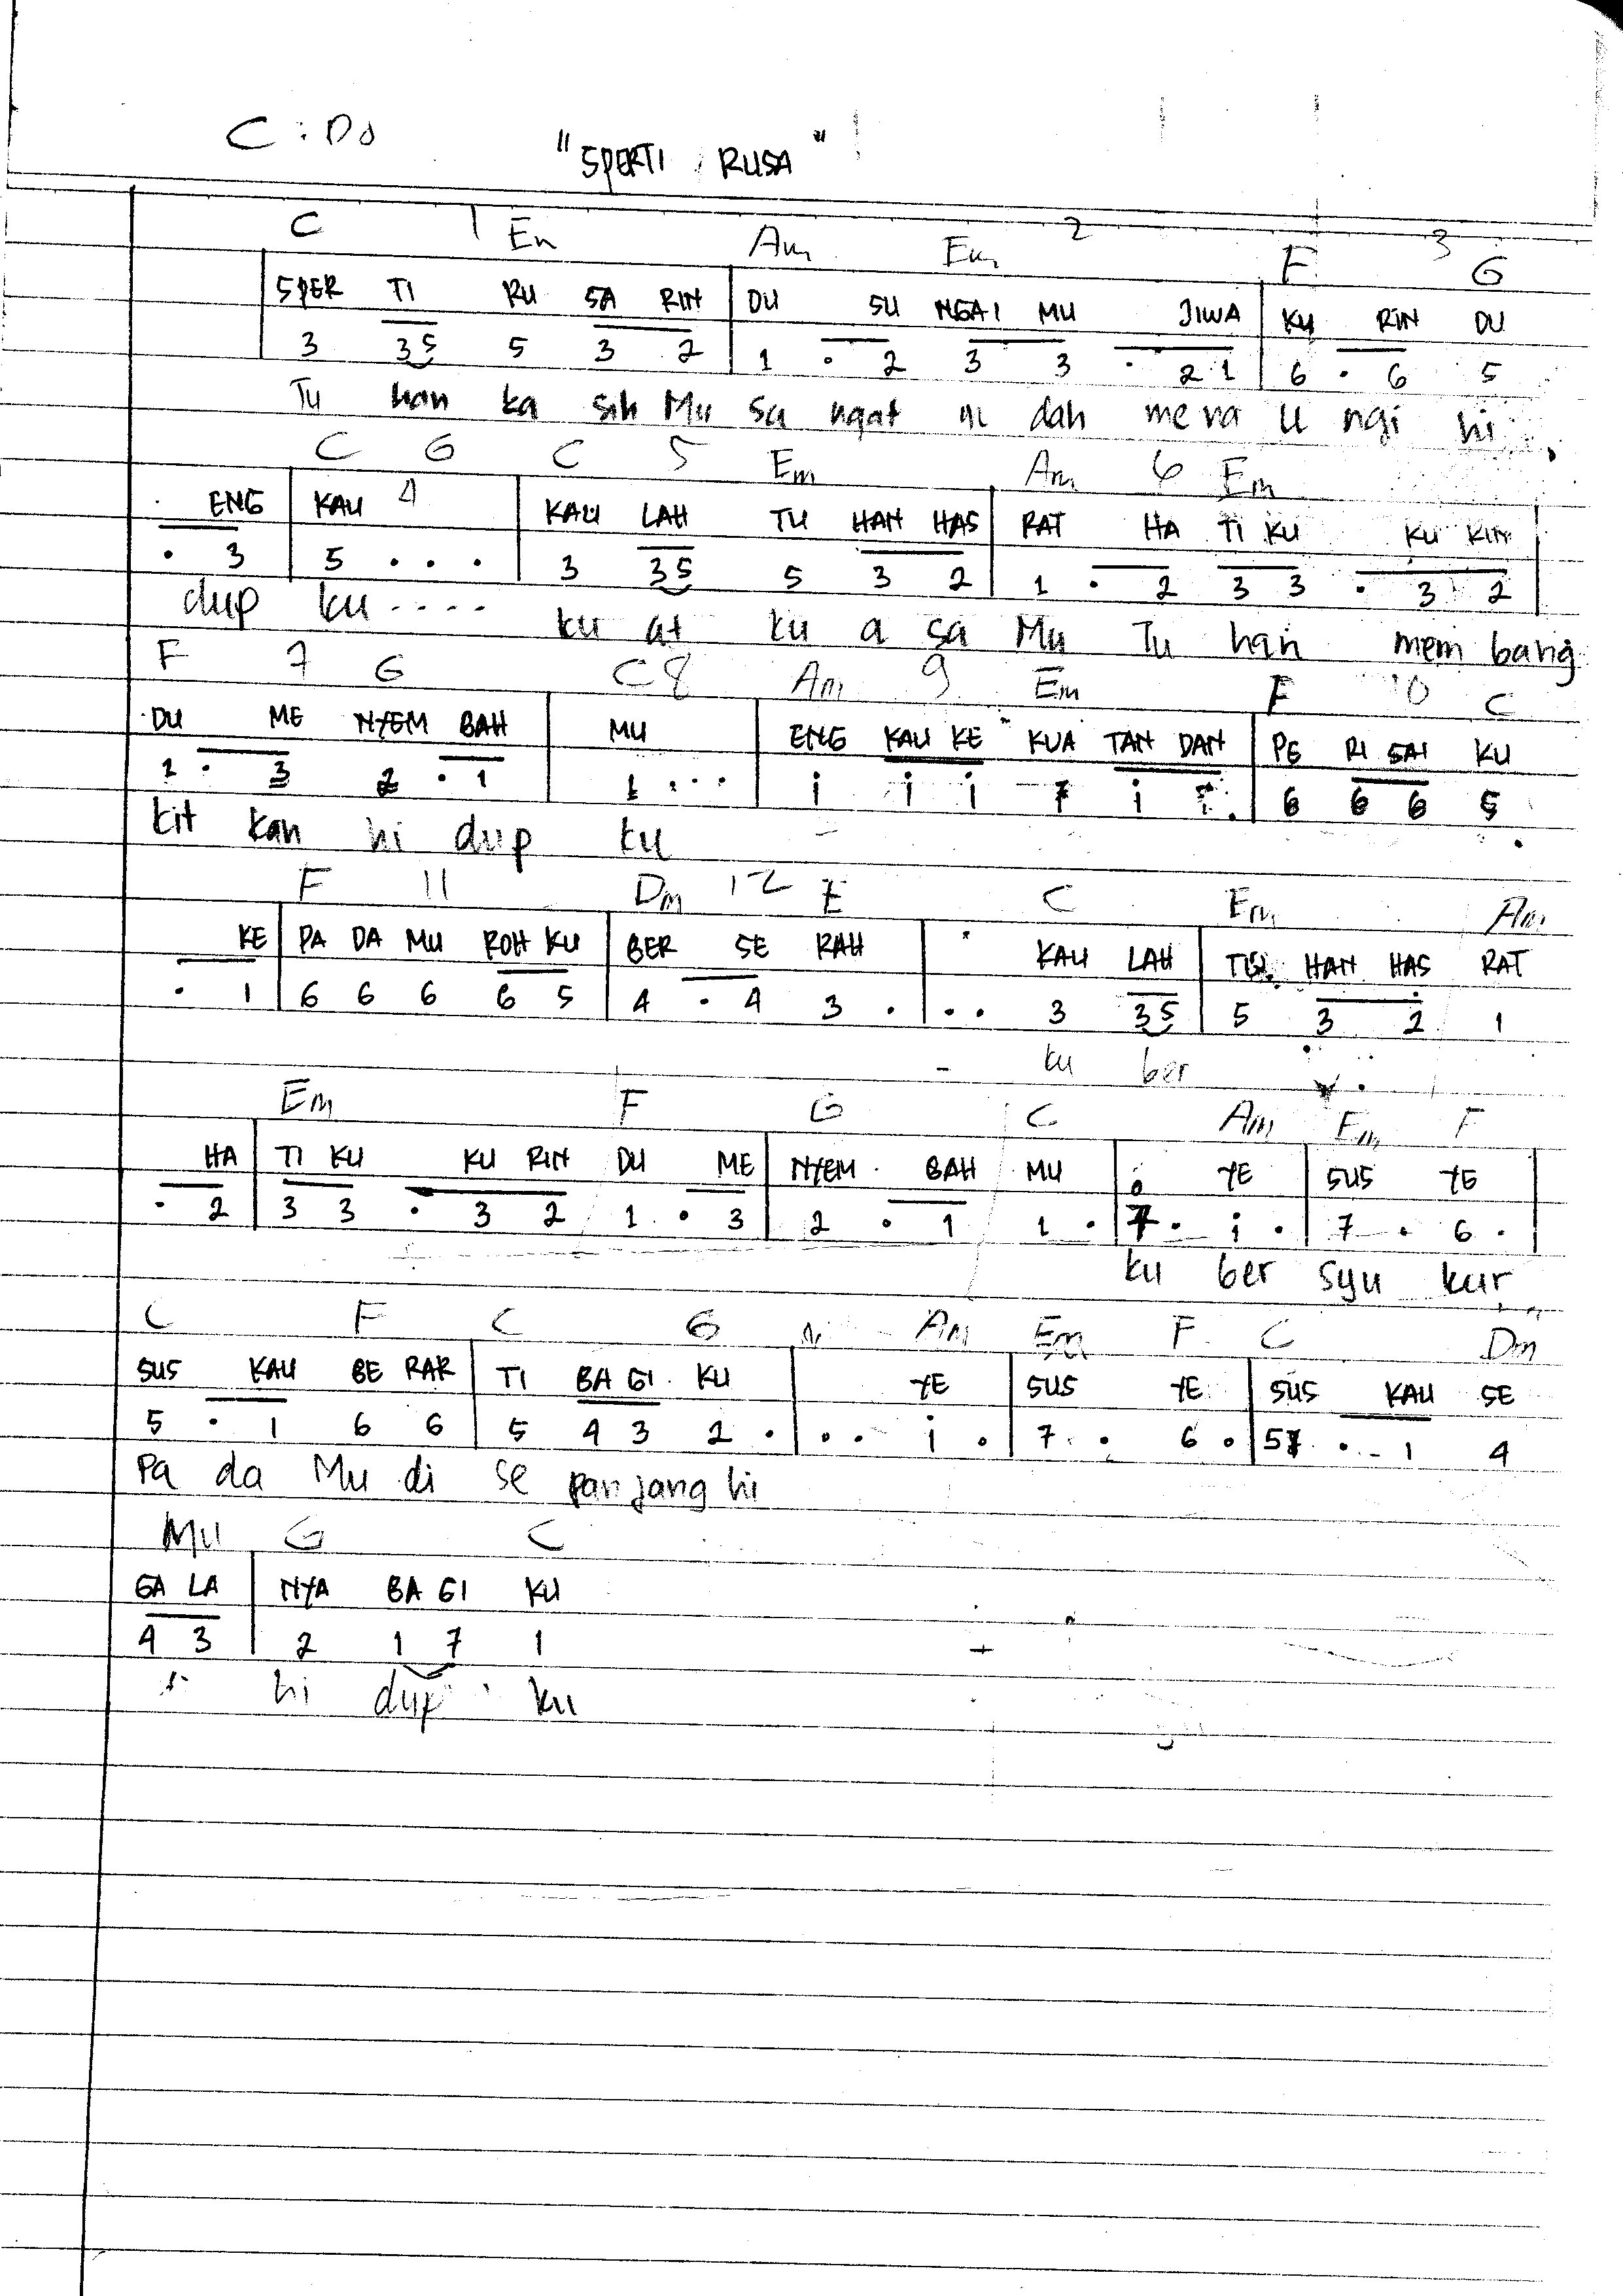 C : Do
"SPERTI RUSA"
C 1 Em Am Em 2 F 3 G
SPER TI RU SA RIN | DU SU NGAI MU JIWA | KU RIN DU
3 35 5 3 2 | 1 . 2 3 3 . 2 1 | 6 . 6 5
Tu han ka sih Mu sa ngat in dah mena u ngi hi
C 4 G C 5 Em Am 6 Em
ENG | KAU | KAU LAH TU HAN HAS | RAT HA TI KU KU RIN
. 3 | 5 . . . | 3 35 5 3 2 | 1 . 2 3 3 . 3 2
dup ku .... ku at ku a sa Mu Tu han mem bang
F 7 G C 8 Am 9 Em F 10 C
DU ME NYEM BAH | MU | ENG KAU KE KUA TAN DAN | PE RI SAI KU
1 . 3 2 . 1 | 1 . . . | i i i 7 i 7 | 6 6 6 5
kit kan hi dup ku
F 11 Dm 12 E C Em Am
KE | PA DA MU ROH KU | BER SE RAH | KAU LAH | TU HAN HAS RAT
. 1 | 6 6 6 6 5 | 4 . 4 3 . | . . 3 35 | 5 3 2 1
ku ber
Em F G C Am Em F
HA | TI KU KU RIN DU ME | NYEM BAH MU | YE | SUS YE
. 2 | 3 3 . 3 2 1 . 3 | 2 . 1 1 . | . i . | 7 . 6 .
ku ber syu kur
C F C G Am Em F C Dm
SUS KAU BE RAR | TI BA GI KU | YE | SUS YE | SUS KAU SE
5 . 1 6 6 | 5 4 3 2 . | . . i . | 7 . 6 . | 5 . 1 4
Pa da Mu di se panjang hi
MU G C
GA LA | NYA BA GI KU
4 3 | 2 1 7 1
hi dup ku